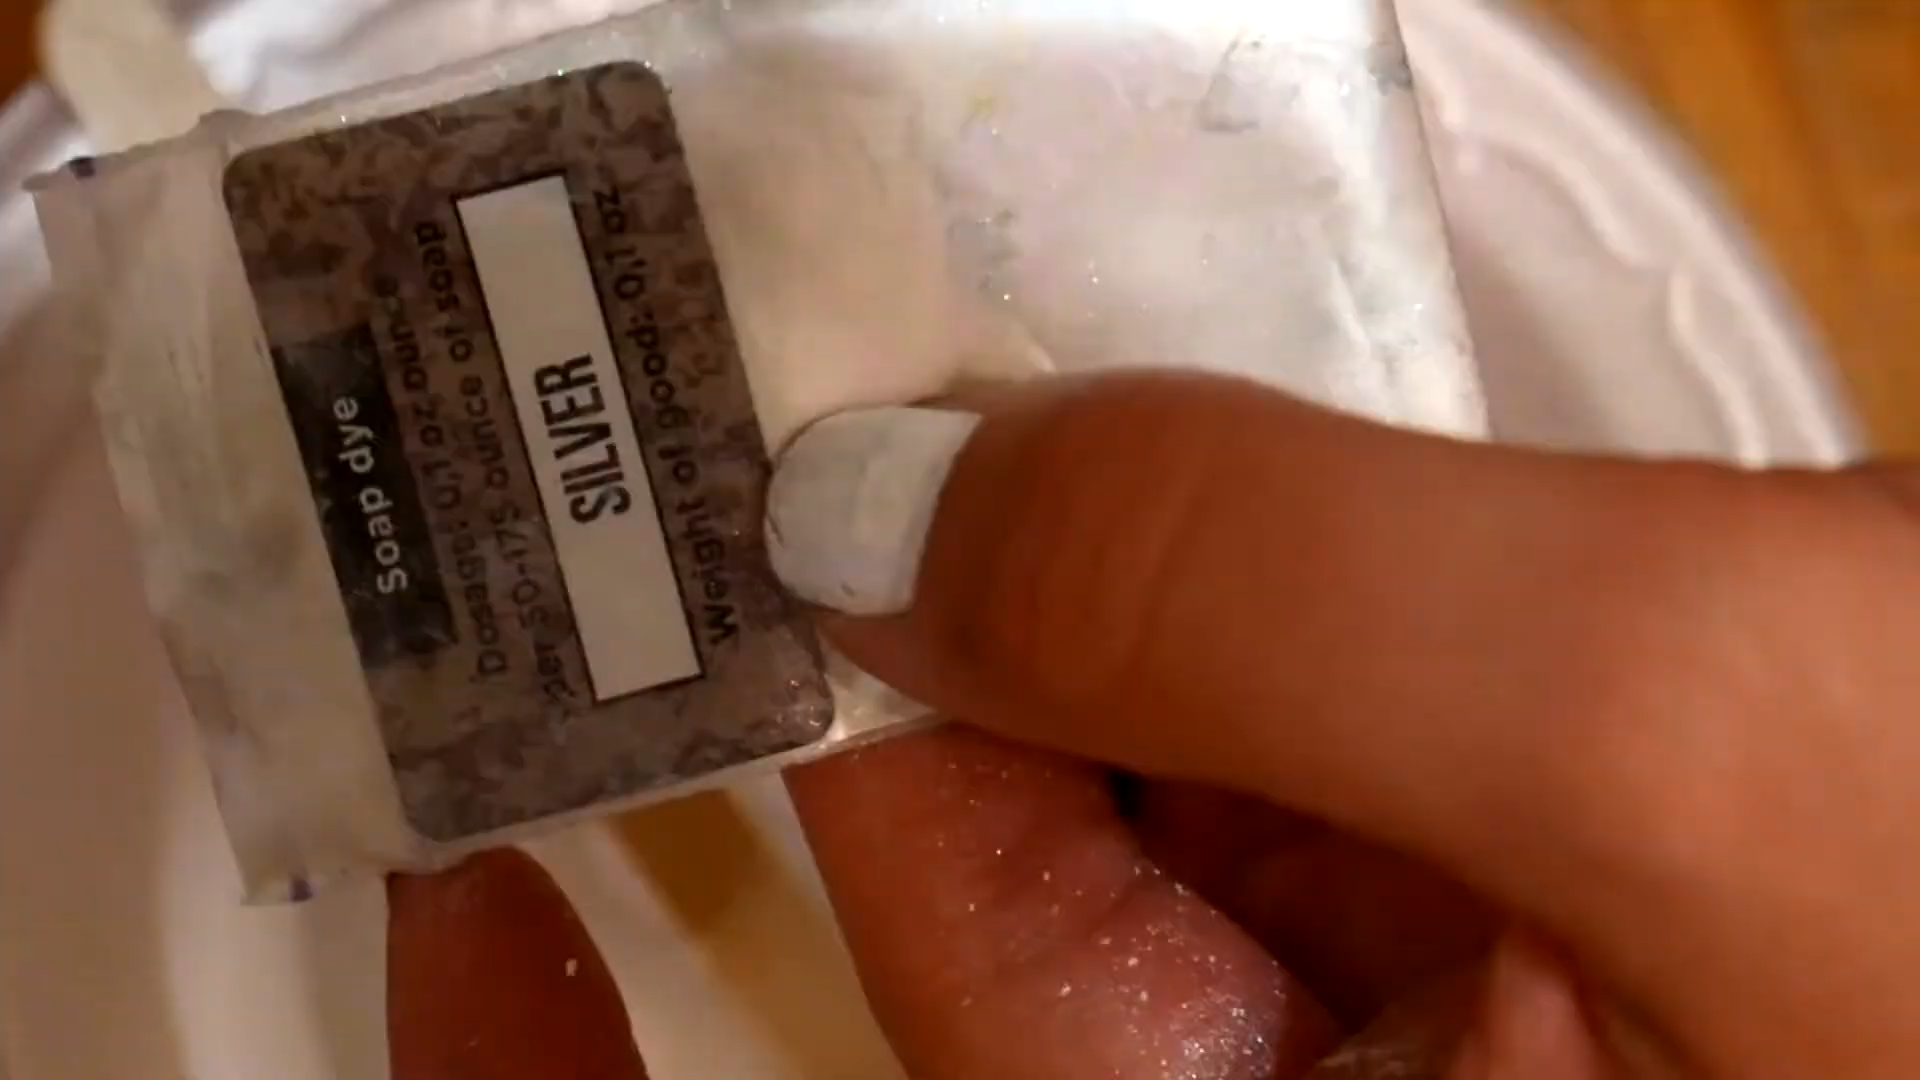 Soap dye
Dosage: 0,1 oz ounce
per 50-175 ounce of soap
SILVER
Weight of good: 0,1 oz